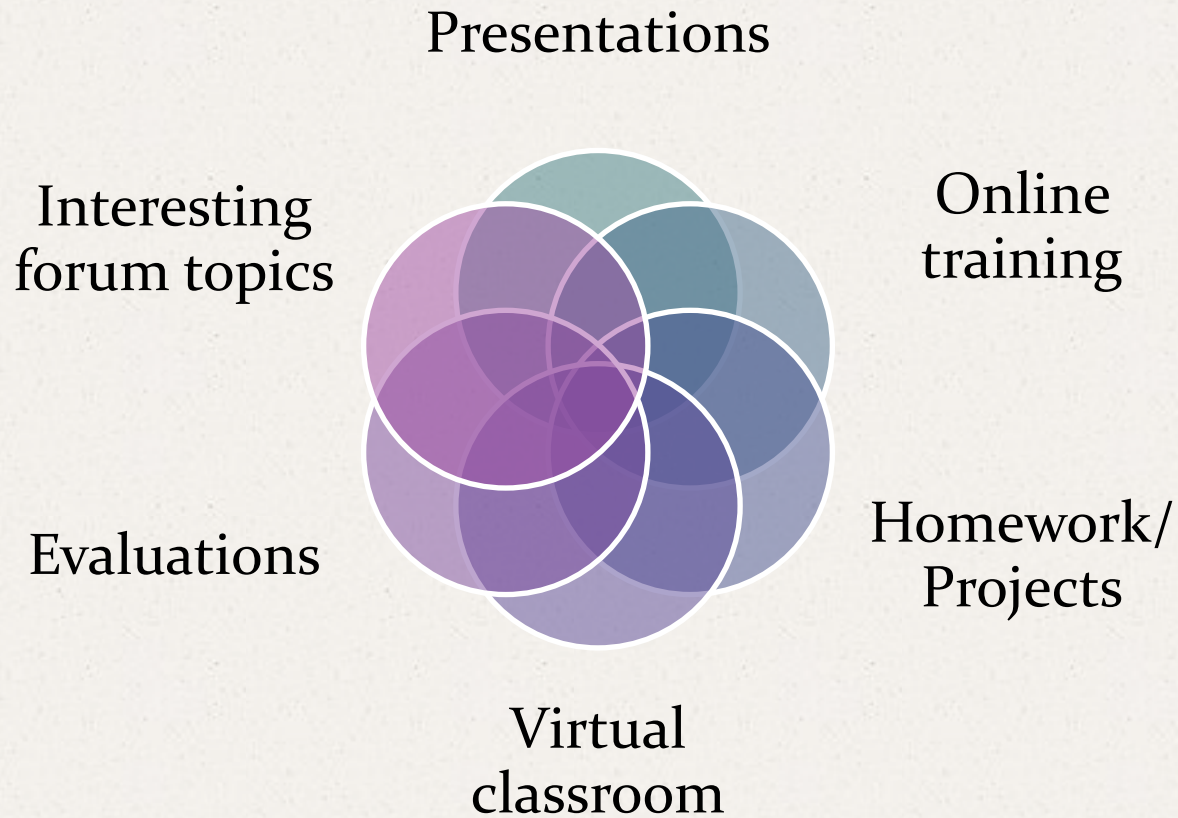 Presentations
Online
training
Homework/
Projects
Virtual
classroom
Evaluations
Interesting
forum topics